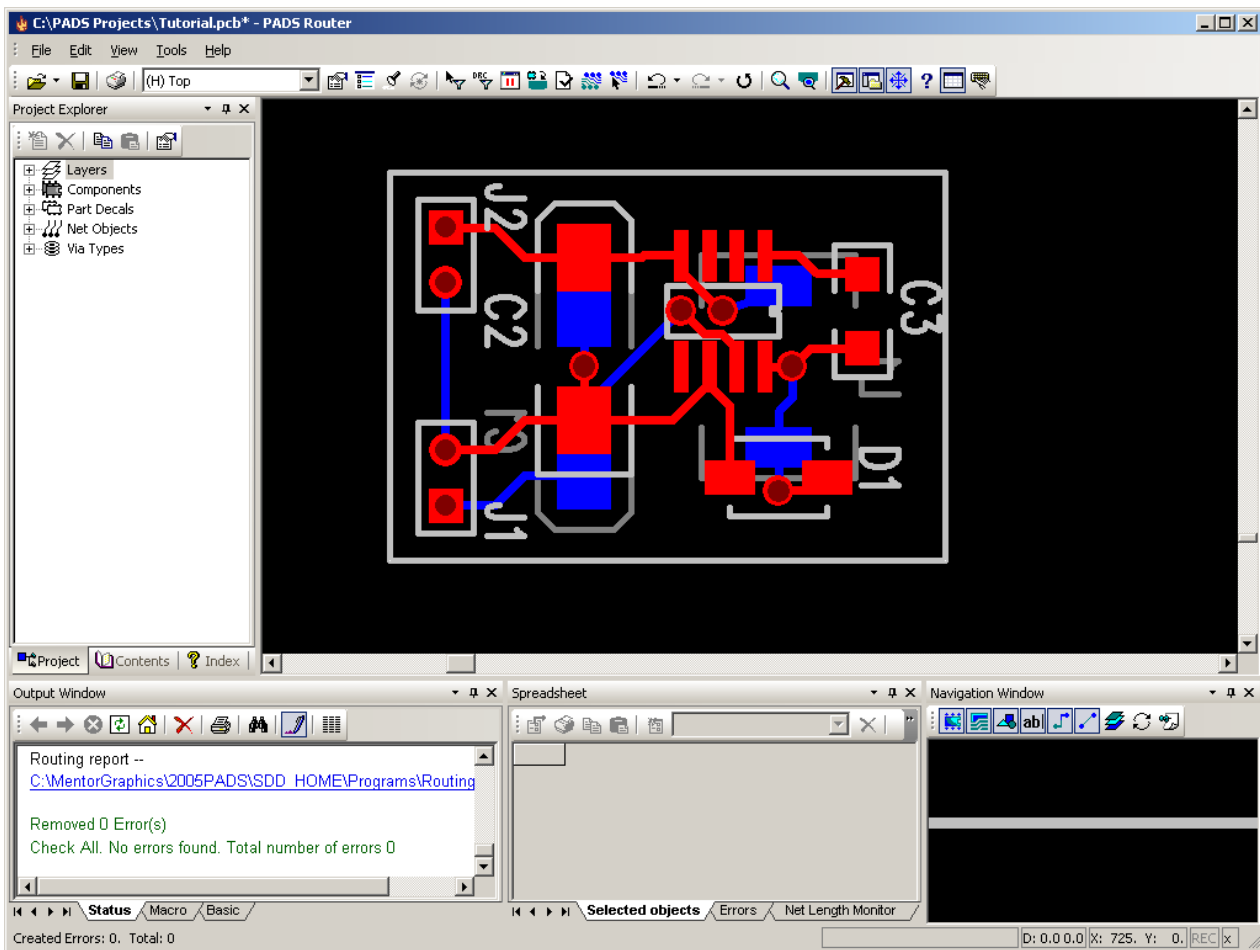 C:\PADS Projects\Tutorial.pcb* - PADS Router
File Edit View Tools Help
(H) Top
Project Explorer
Layers
Components
Part Decals
Net Objects
Via Types
Project Contents Index
J2
C2
C3
D1
J1
Output Window
Routing report --
C:\MentorGraphics\2005PADS\SDD_HOME\Programs\Routing
Removed 0 Error(s)
Check All. No errors found. Total number of errors 0
Status Macro Basic
Spreadsheet
Selected objects Errors Net Length Monitor
Navigation Window
abl
Created Errors: 0. Total: 0
D: 0.0 0.0 X: 725. Y: 0. REC x